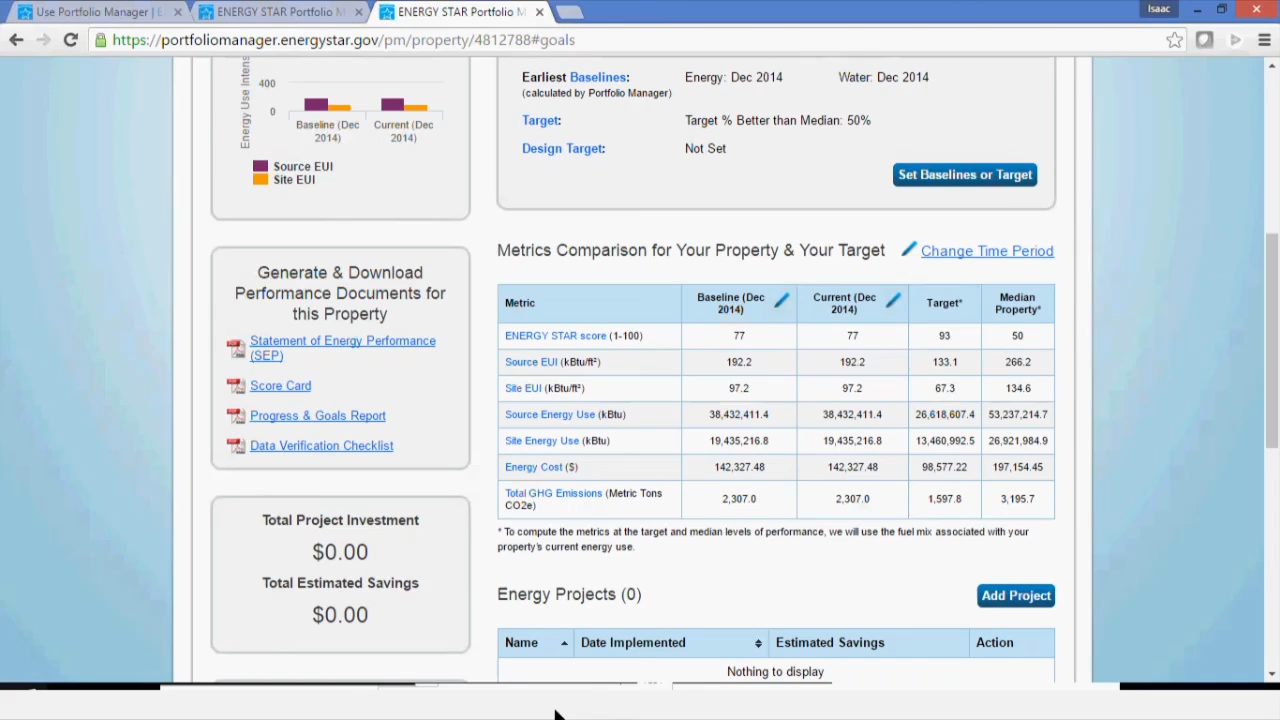 Use Portfolio Manager | E
ENERGY STAR Portfolio M
ENERGY STAR Portfolio M
Isaac
https://portfoliomanager.energystar.gov/pm/property/4812788#goals
Energy Use Intens
400
0
Baseline (Dec
2014)
Current (Dec
2014)
Source EUI
Site EUI
Earliest Baselines: Energy: Dec 2014 Water: Dec 2014
(calculated by Portfolio Manager)
Target: Target % Better than Median: 50%
Design Target: Not Set
Set Baselines or Target
Generate & Download
Performance Documents for
this Property
Statement of Energy Performance
(SEP)
Score Card
Progress & Goals Report
Data Verification Checklist
Total Project Investment
$0.00
Total Estimated Savings
$0.00
Metrics Comparison for Your Property & Your Target Change Time Period
Metric Baseline (Dec 2014) Current (Dec 2014) Target* Median Property*
ENERGY STAR score (1-100) 77 77 93 50
Source EUI (kBtu/ft²) 192.2 192.2 133.1 266.2
Site EUI (kBtu/ft²) 97.2 97.2 67.3 134.6
Source Energy Use (kBtu) 38,432,411.4 38,432,411.4 26,618,607.4 53,237,214.7
Site Energy Use (kBtu) 19,435,216.8 19,435,216.8 13,460,992.5 26,921,984.9
Energy Cost ($) 142,327.48 142,327.48 98,577.22 197,154.45
Total GHG Emissions (Metric Tons CO2e) 2,307.0 2,307.0 1,597.8 3,195.7
* To compute the metrics at the target and median levels of performance, we will use the fuel mix associated with your
property's current energy use.
Energy Projects (0) Add Project
Name Date Implemented Estimated Savings Action
Nothing to display